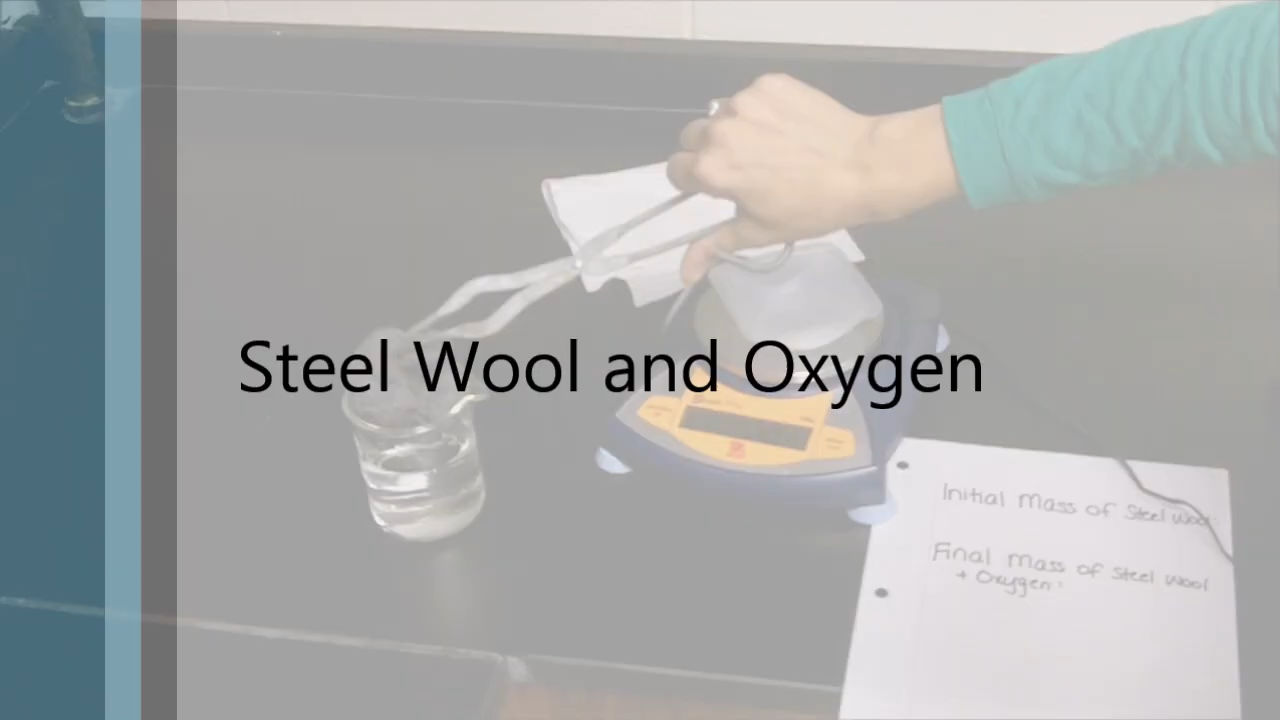 Steel Wool and Oxygen
Initial Mass of Steel Wool:
Final Mass of Steel Wool
+ Oxygen: